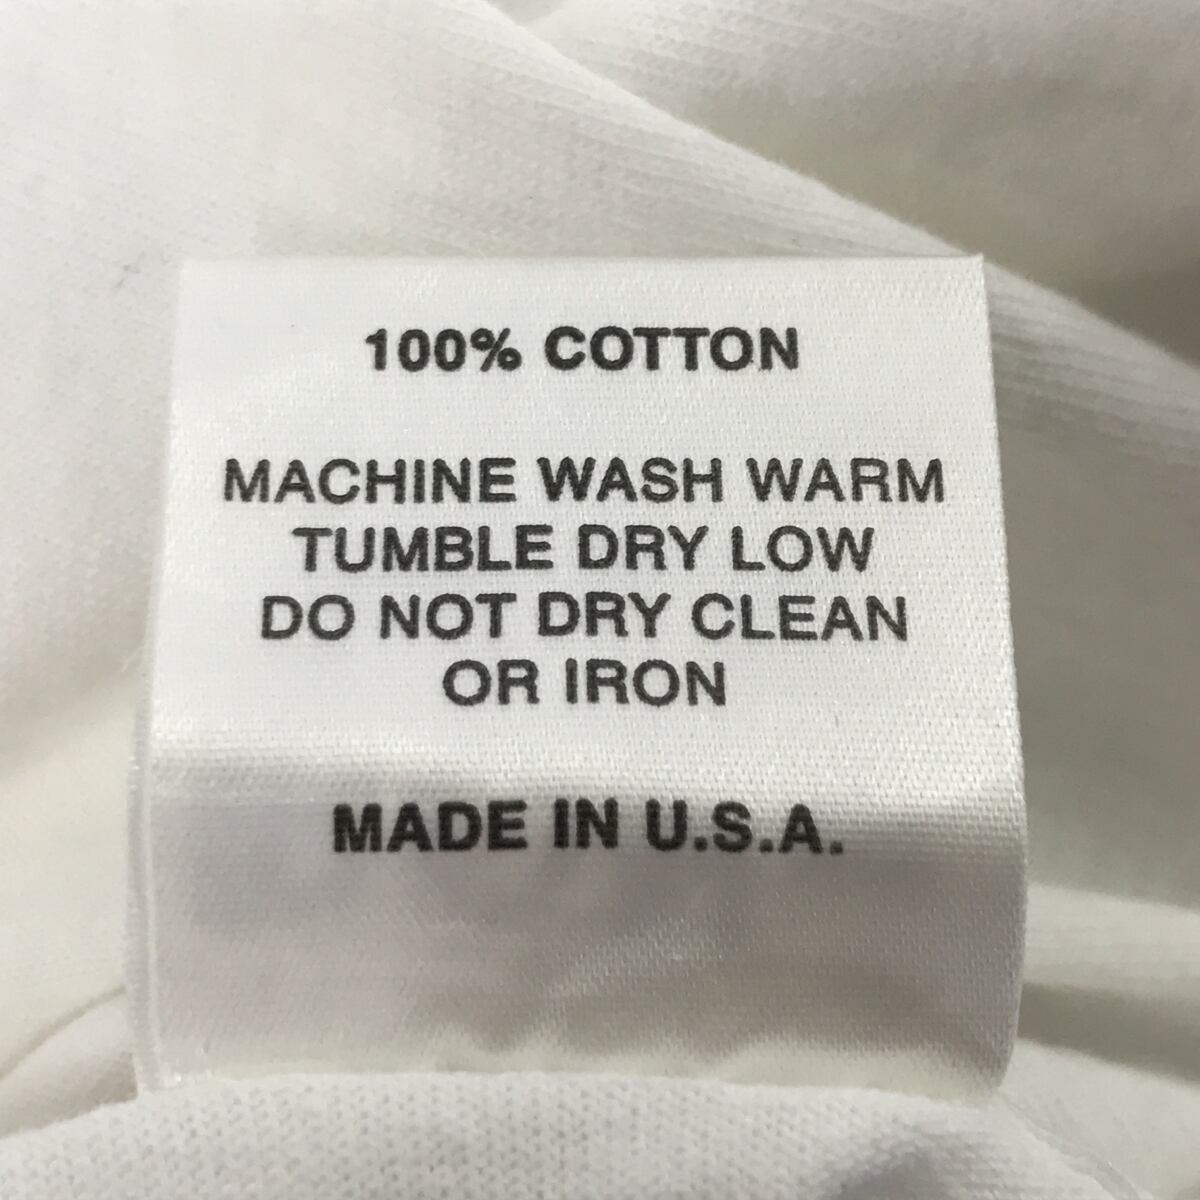 100% COTTON
MACHINE WASH WARM
TUMBLE DRY LOW
DO NOT DRY CLEAN
OR IRON
MADE IN U.S.A.